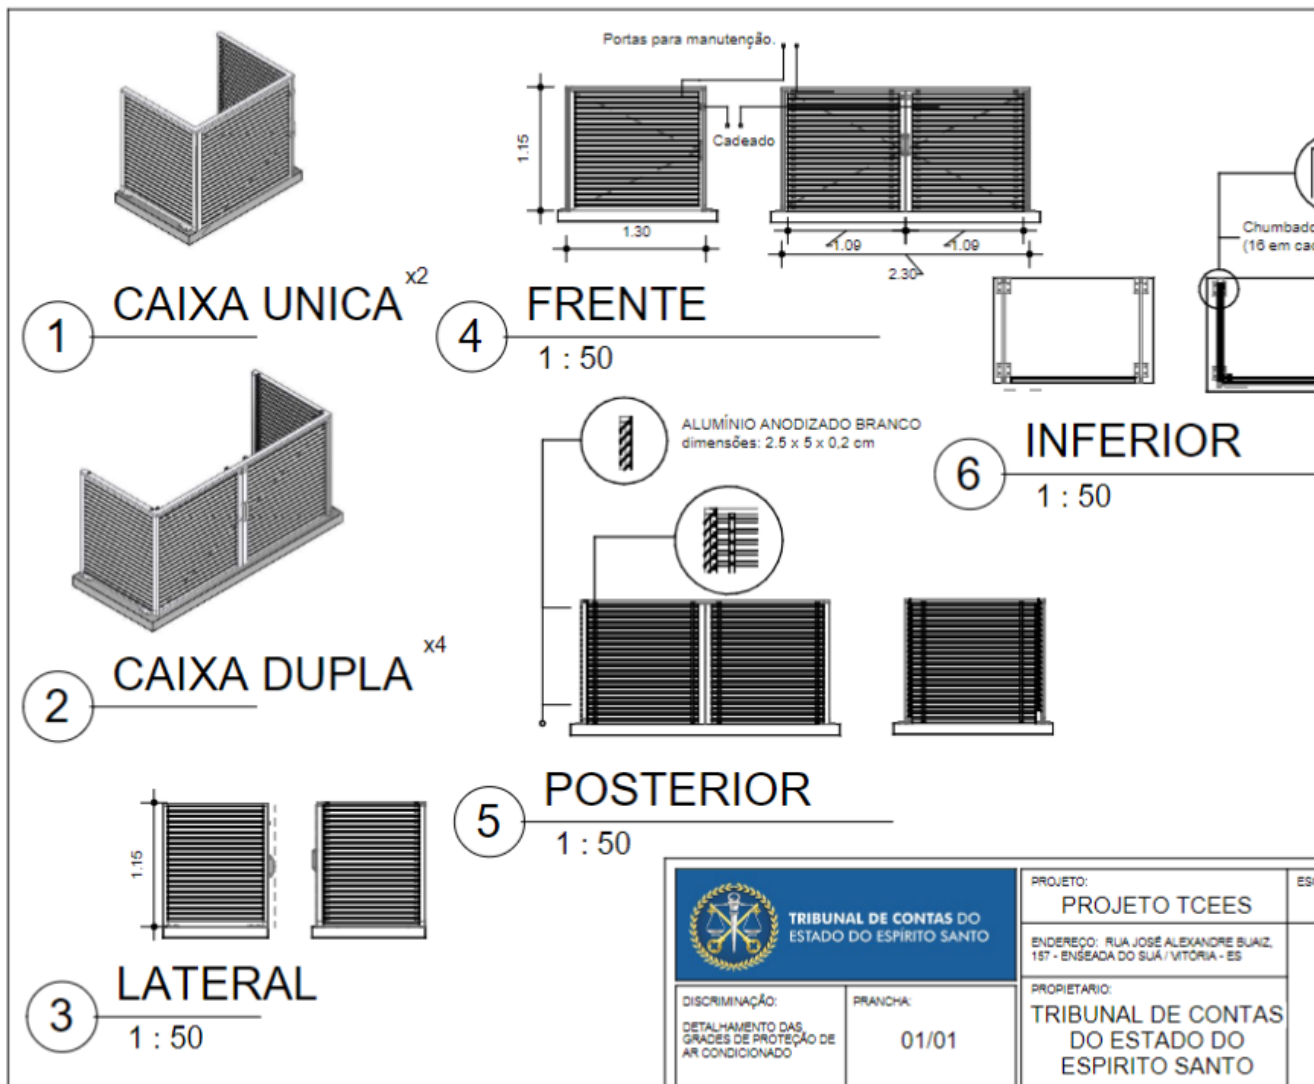 Portas para manutenção.
1.15
Cadeado
1.30
1.09
1.09
2.30
Chumbado
(16 em
1
CAIXA UNICA x2
4
FRENTE
1 : 50
ALUMÍNIO ANODIZADO BRANCO
dimensões: 2.5 x 5 x 0,2 cm
6
INFERIOR
1 : 50
2
CAIXA DUPLA x4
5
POSTERIOR
1 : 50
1.15
3
LATERAL
1 : 50
TRIBUNAL DE CONTAS DO
ESTADO DO ESPÍRITO SANTO
PROJETO:
PROJETO TCEES
ENDEREÇO: RUA JOSÉ ALEXANDRE BUAIZ,
157 - ENSEADA DO SUÁ / VITÓRIA - ES
DISCRIMINAÇÃO:
DETALHAMENTO DAS
GRADES DE PROTEÇÃO DE
AR CONDICIONADO
PRANCHA:
01/01
PROPIETARIO:
TRIBUNAL DE CONTAS
DO ESTADO DO
ESPIRITO SANTO